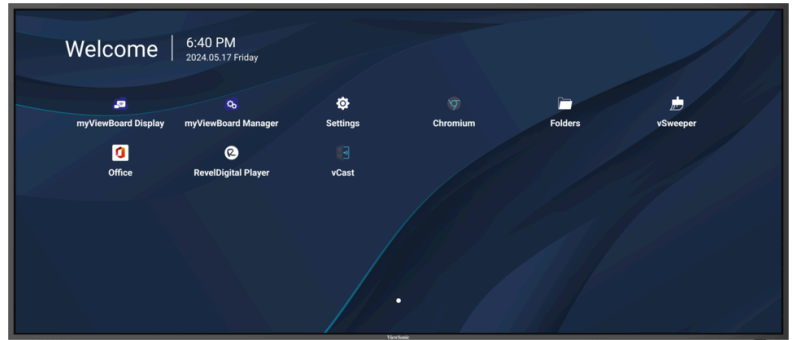 Welcome
6:40 PM
2024.05.17 Friday
myViewBoard Display
myViewBoard Manager
Settings
Chromium
Folders
vSweeper
Office
RevelDigital Player
vCast
ViewSonic